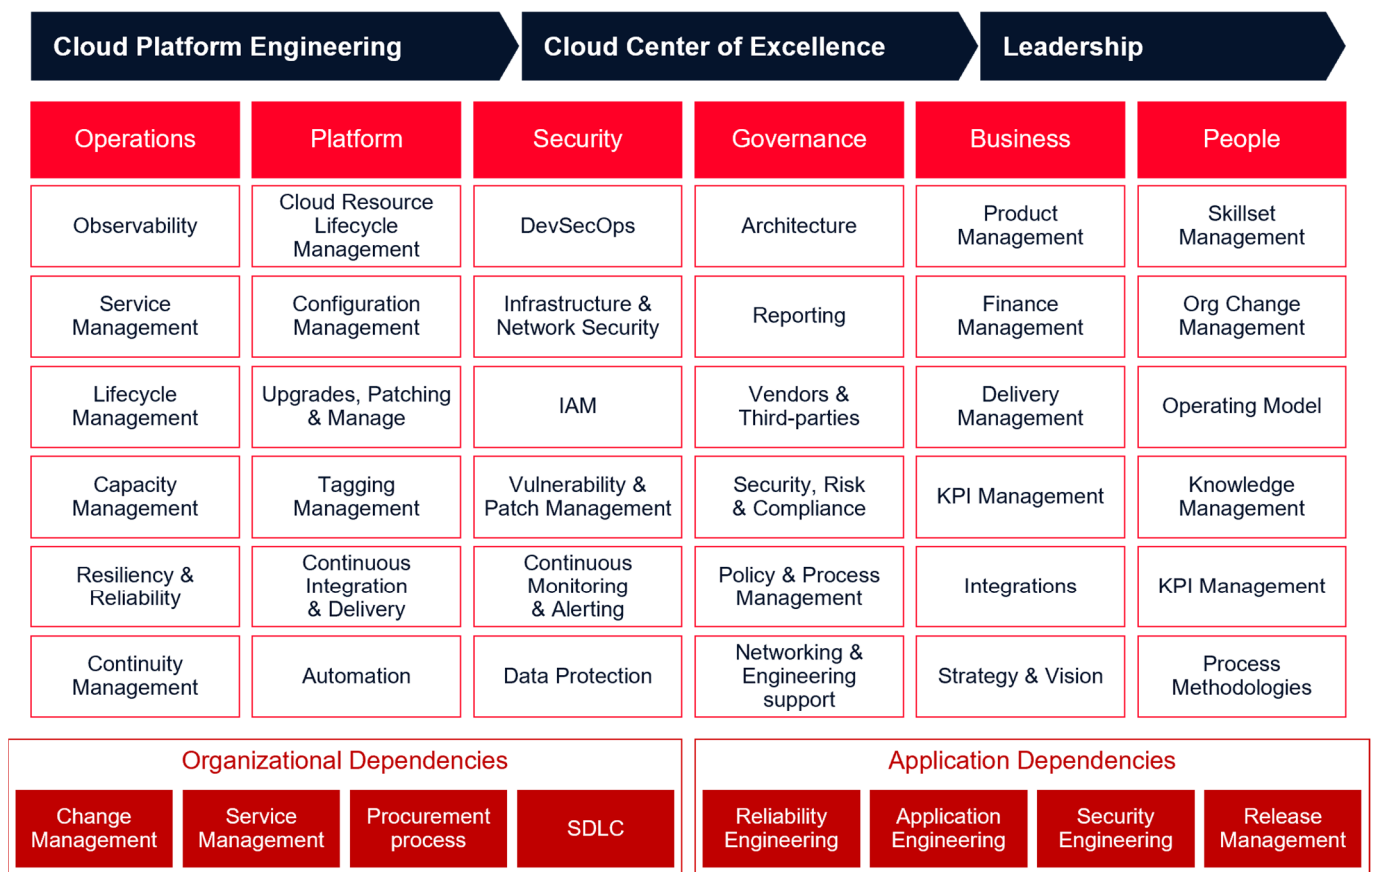 Cloud Platform Engineering
Cloud Center of Excellence
Leadership
Operations
Platform
Security
Governance
Business
People
Observability
Cloud Resource
Lifecycle
Management
DevSecOps
Architecture
Product
Management
Skillset
Management
Service
Management
Configuration
Management
Infrastructure &
Network Security
Reporting
Finance
Management
Org Change
Management
Lifecycle
Management
Upgrades, Patching
& Manage
IAM
Vendors &
Third-parties
Delivery
Management
Operating Model
Capacity
Management
Tagging
Management
Vulnerability &
Patch Management
Security, Risk
& Compliance
KPI Management
Knowledge
Management
Resiliency &
Reliability
Continuous
Integration
& Delivery
Continuous
Monitoring
& Alerting
Policy & Process
Management
Integrations
KPI Management
Continuity
Management
Automation
Data Protection
Networking &
Engineering
support
Strategy & Vision
Process
Methodologies
Organizational Dependencies
Change
Management
Service
Management
Procurement
process
SDLC
Application Dependencies
Reliability
Engineering
Application
Engineering
Security
Engineering
Release
Management